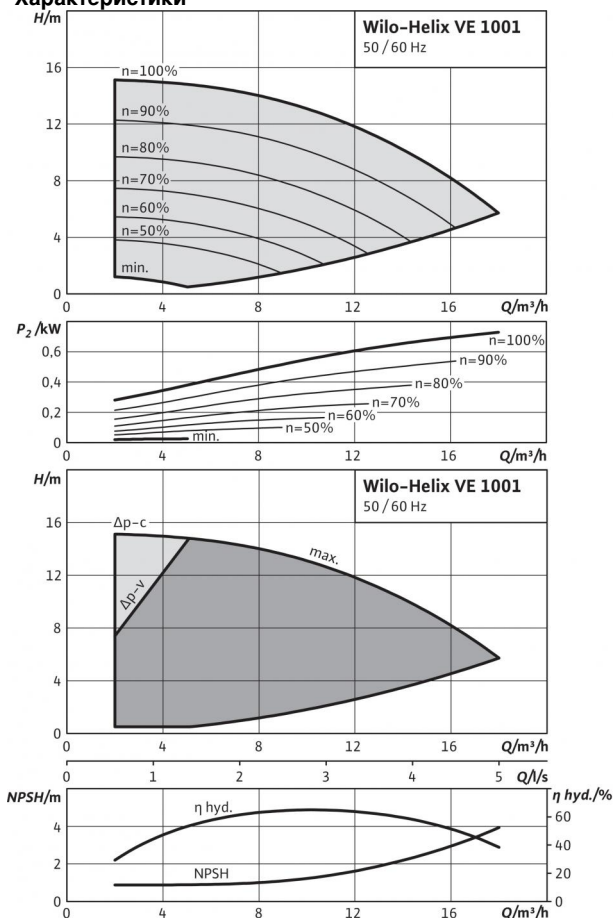 Характеристики
H/m
Wilo-Helix VE 1001
50 / 60 Hz
16
n=100%
n=90%
12
n=80%
8
n=70%
n=60%
n=50%
4
min.
0
0 4 8 12 16 Q/m³/h
P₂ /kW
n=100%
0,6
n=90%
0,4
n=80%
n=70%
0,2
n=60%
n=50%
min.
0
0 4 8 12 16 Q/m³/h
H/m
Wilo-Helix VE 1001
50 / 60 Hz
16
Δp-c
max.
12
Δp-v
8
4
0
0 4 8 12 16 Q/m³/h
0 1 2 3 4 5 Q/l/s
NPSH/m
η hyd./%
η hyd.
4
60
40
2
NPSH
20
0
0
0 4 8 12 16 Q/m³/h